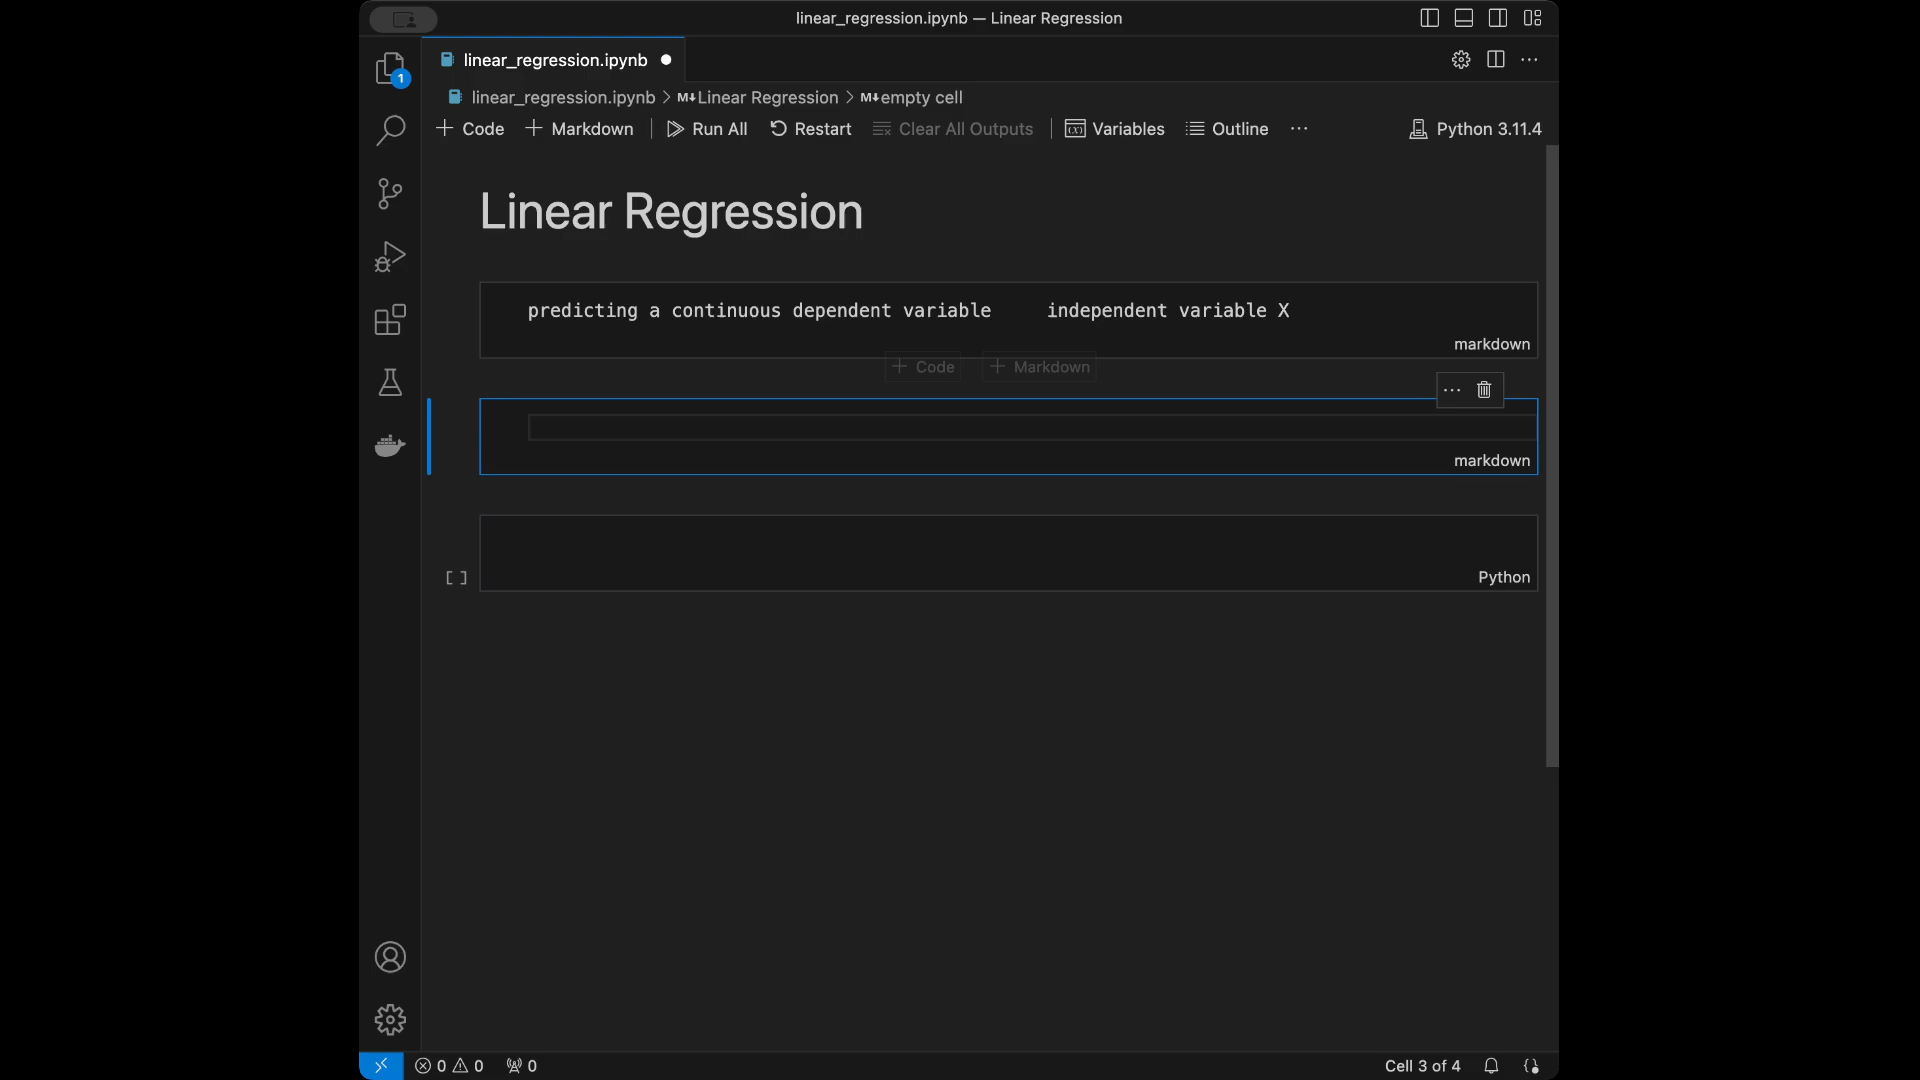 linear_regression.ipynb — Linear Regression
linear_regression.ipynb
1
linear_regression.ipynb > M↓Linear Regression > M↓empty cell
+ Code + Markdown | Run All Restart Clear All Outputs | Variables Outline ··· Python 3.11.4
Linear Regression
predicting a continuous dependent variable     independent variable X
markdown
+ Code + Markdown
markdown
[ ]
Python
0 0 0 Cell 3 of 4